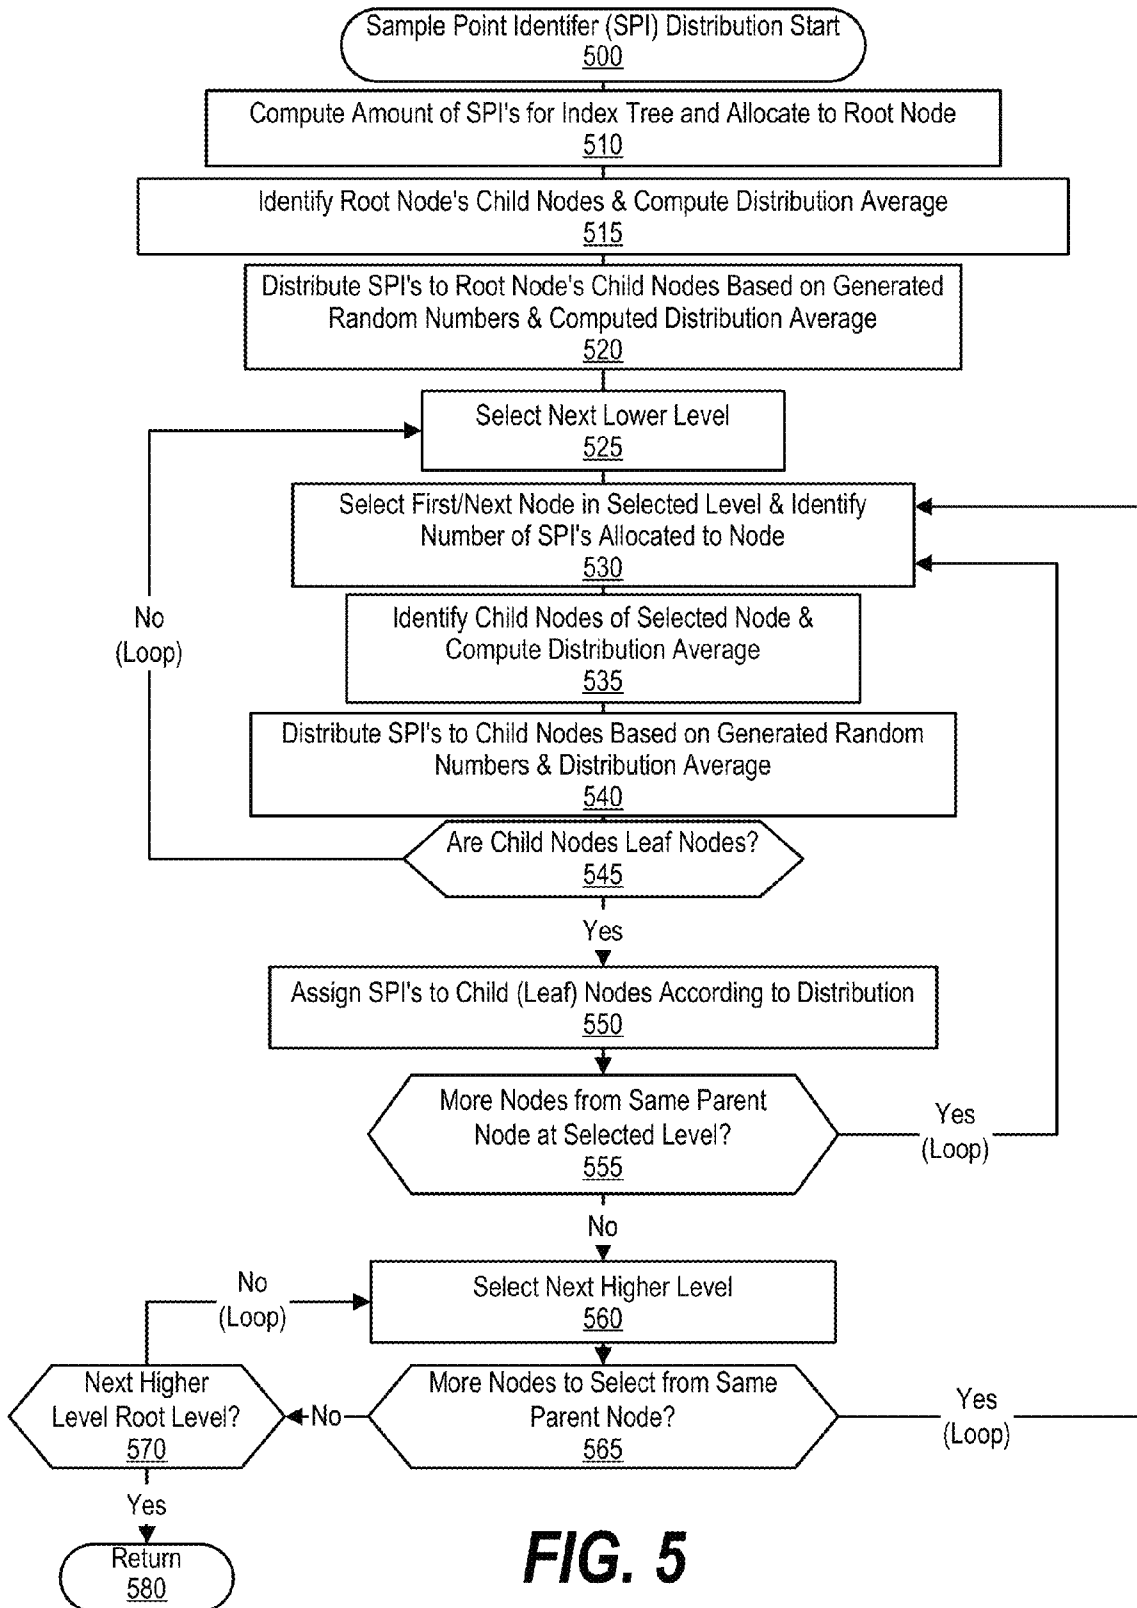 Sample Point Identifer (SPI) Distribution Start
500
Compute Amount of SPI's for Index Tree and Allocate to Root Node
510
Identify Root Node's Child Nodes & Compute Distribution Average
515
Distribute SPI's to Root Node's Child Nodes Based on Generated
Random Numbers & Computed Distribution Average
520
Select Next Lower Level
525
Select First/Next Node in Selected Level & Identify
Number of SPI's Allocated to Node
530
No
(Loop)
Identify Child Nodes of Selected Node &
Compute Distribution Average
535
Distribute SPI's to Child Nodes Based on Generated Random
Numbers & Distribution Average
540
Are Child Nodes Leaf Nodes?
545
Yes
Assign SPI's to Child (Leaf) Nodes According to Distribution
550
More Nodes from Same Parent
Node at Selected Level?
555
Yes
(Loop)
No
Select Next Higher Level
560
No
(Loop)
More Nodes to Select from Same
Parent Node?
565
Yes
(Loop)
No
Next Higher
Level Root Level?
570
Yes
Return
580
FIG. 5